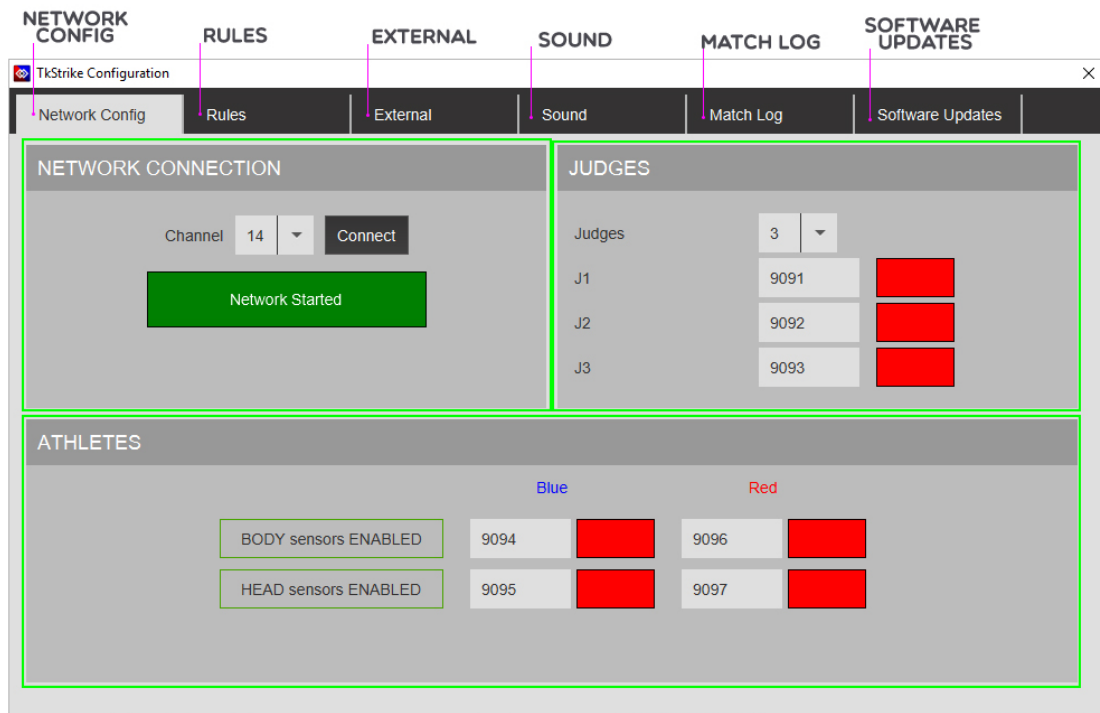 NETWORK
CONFIG
RULES
EXTERNAL
SOUND
MATCH LOG
SOFTWARE
UPDATES
TkStrike Configuration
Network Config
Rules
External
Sound
Match Log
Software Updates
NETWORK CONNECTION
Channel 14 Connect
Network Started
JUDGES
Judges 3
J1 9091
J2 9092
J3 9093
ATHLETES
Blue Red
BODY sensors ENABLED 9094 9096
HEAD sensors ENABLED 9095 9097